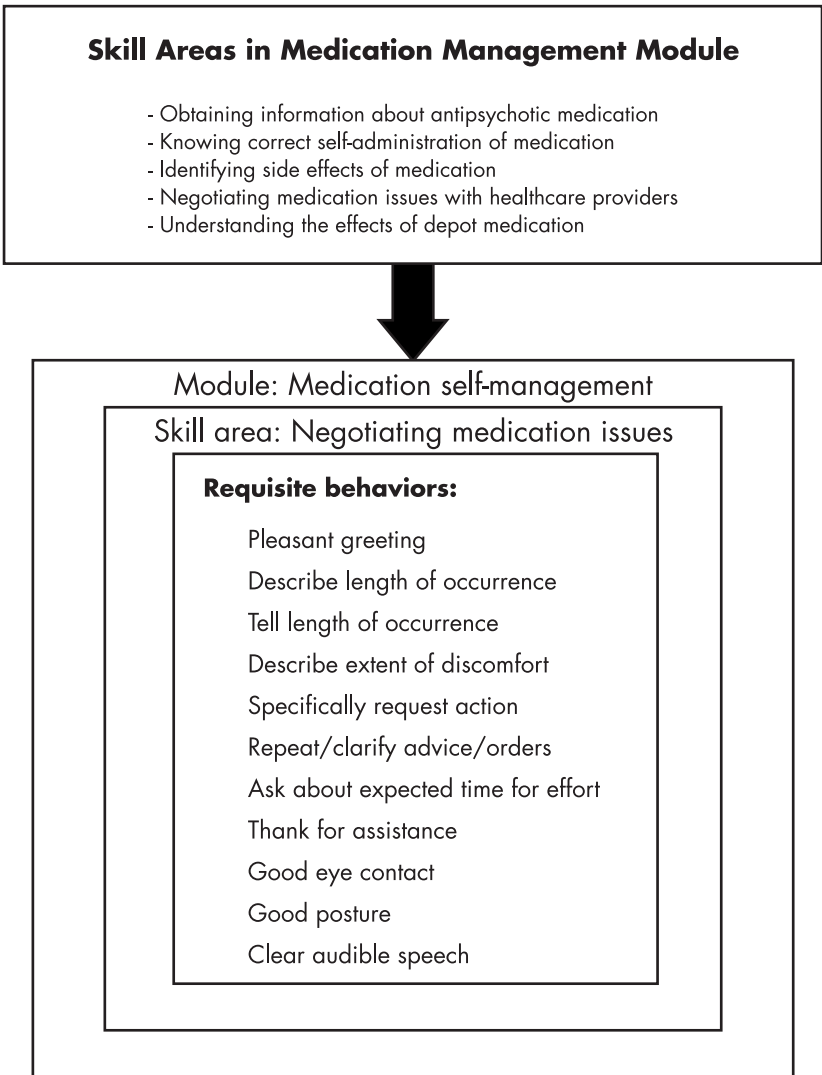 Skill Areas in Medication Management Module
- Obtaining information about antipsychotic medication
- Knowing correct self-administration of medication
- Identifying side effects of medication
- Negotiating medication issues with healthcare providers
- Understanding the effects of depot medication
Module: Medication self-management
Skill area: Negotiating medication issues
Requisite behaviors:
Pleasant greeting
Describe length of occurrence
Tell length of occurrence
Describe extent of discomfort
Specifically request action
Repeat/clarify advice/orders
Ask about expected time for effort
Thank for assistance
Good eye contact
Good posture
Clear audible speech